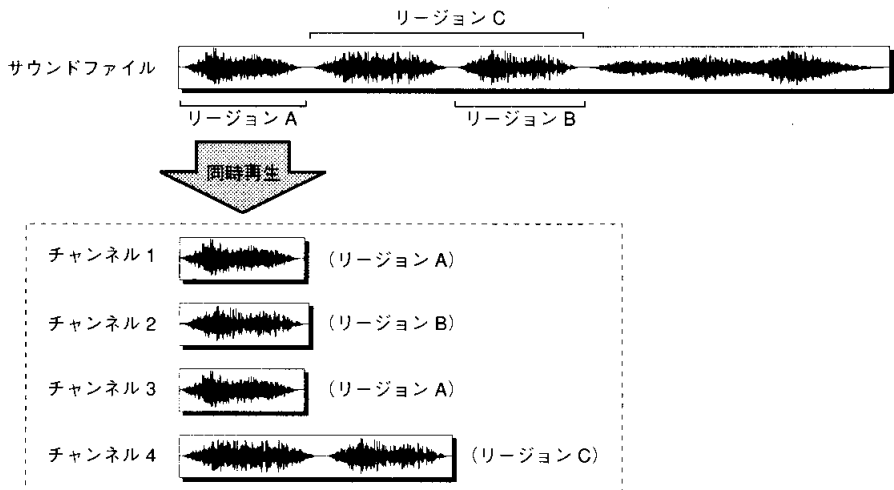 リージョン C
サウンドファイル
リージョン A
リージョン B
同時再生
チャンネル 1
(リージョン A)
チャンネル 2
(リージョン B)
チャンネル 3
(リージョン A)
チャンネル 4
(リージョン C)